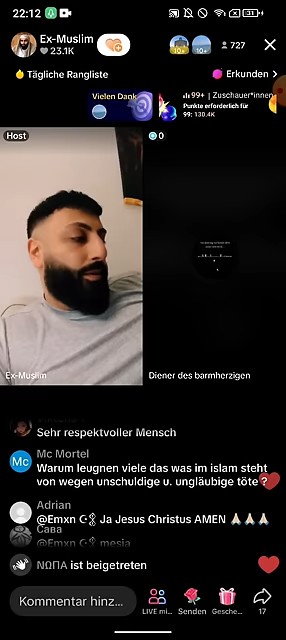 22:12
Ex-Muslim
23.1K
10+
10+
727
Tägliche Rangliste
Erkunden >
Vielen Dank
99+ | Zuschauer*innen
Punkte erforderlich für
99: 130.4K
Host
0
Ex-Muslim
Diener des barmherzigen
Sehr respektvoller Mensch
Mc Mortel
Warum leugnen viele das was im islam steht
von wegen unschuldige u. ungläubige töte ?
Adrian
@Emxn ☪ Ja Jesus Christus AMEN 🙏🏻 🙏🏻 🙏🏻
Сава
@Emxn ☪ mesia
ΝΩΠΑ ist beigetreten
Kommentar hinz...
LIVE mi...
Senden
Gesche...
17